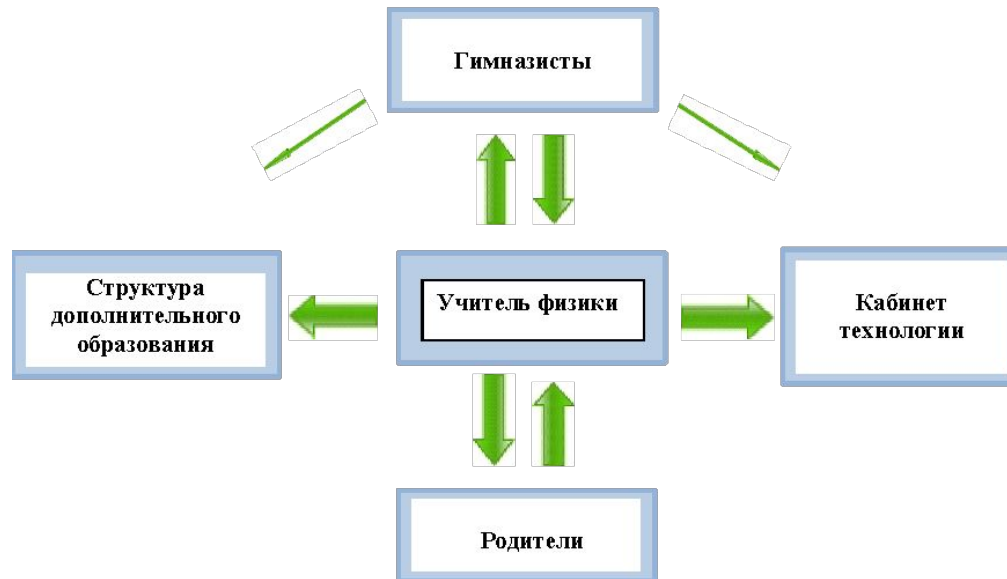 Гимназисты
Структура
дополнительного
образования
Учитель физики
Кабинет
технологии
Родители